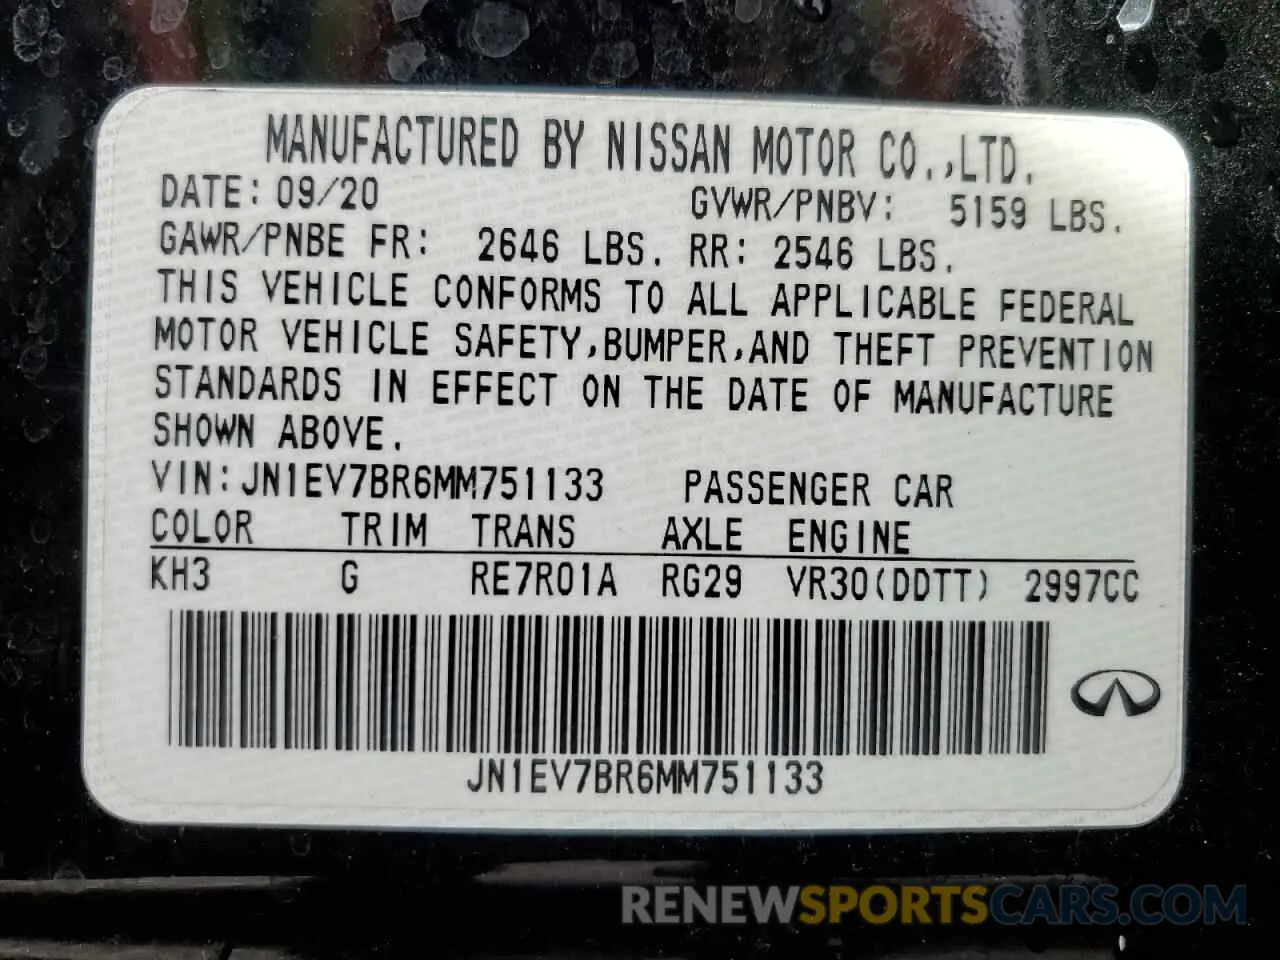 MANUFACTURED BY NISSAN MOTOR CO.,LTD.
DATE: 09/20 GVWR/PNBV: 5159 LBS.
GAWR/PNBE FR: 2646 LBS. RR: 2546 LBS.
THIS VEHICLE CONFORMS TO ALL APPLICABLE FEDERAL
MOTOR VEHICLE SAFETY,BUMPER,AND THEFT PREVENTION
STANDARDS IN EFFECT ON THE DATE OF MANUFACTURE
SHOWN ABOVE.
VIN:JN1EV7BR6MM751133 PASSENGER CAR
COLOR TRIM TRANS AXLE ENGINE
KH3 G RE7R01A RG29 VR30(DDTT) 2997CC
JN1EV7BR6MM751133
RENEWSPORTSCARS.COM